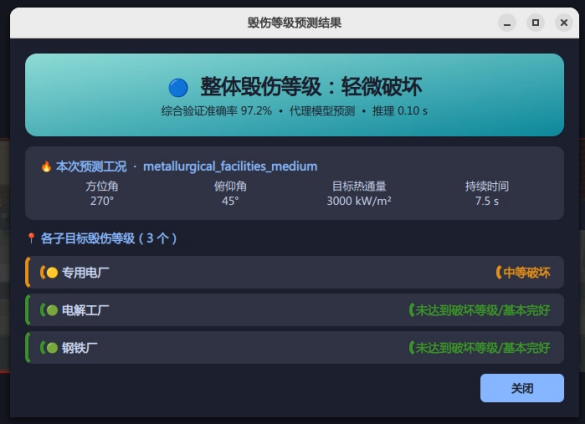 毁伤等级预测结果
整体毁伤等级：轻微破坏
综合验证准确率 97.2% • 代理模型预测 • 推理 0.10 s
本次预测工况 · metallurgical_facilities_medium
方位角 俯仰角 目标热通量 持续时间
270° 45° 3000 kW/m² 7.5 s
各子目标毁伤等级（3 个）
专用电厂 中等破坏
电解工厂 未达到破坏等级/基本完好
钢铁厂 未达到破坏等级/基本完好
关闭